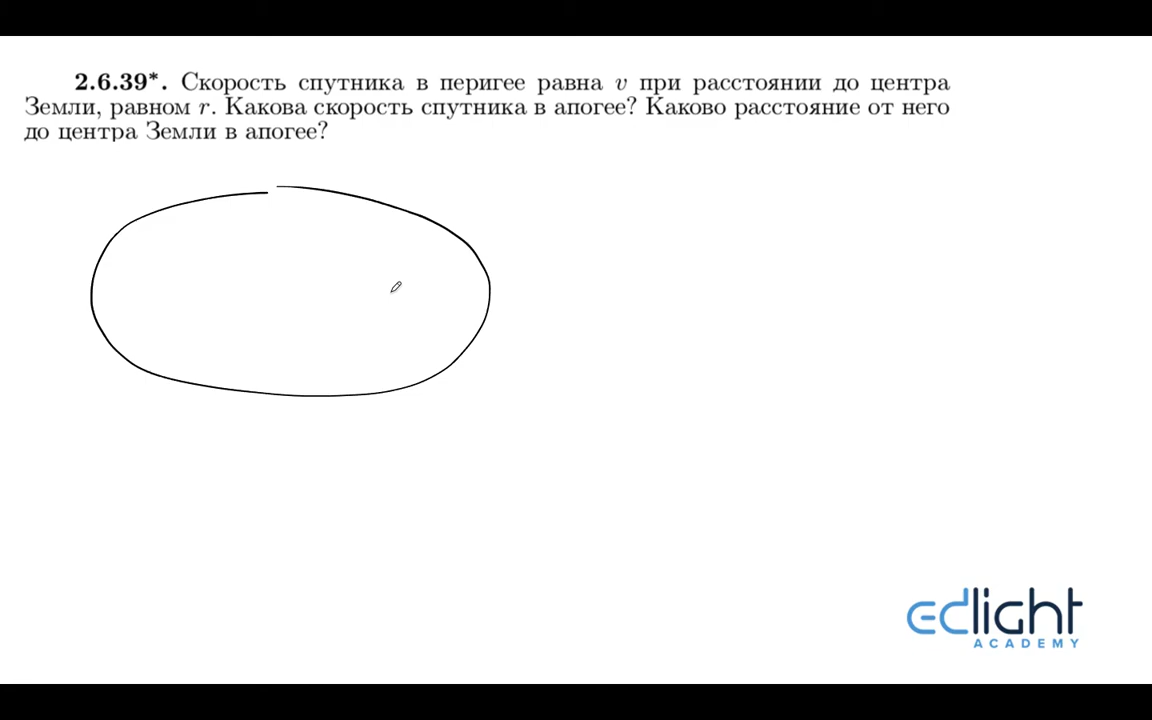 2.6.39*. Скорость спутника в перигее равна v при расстоянии до центра
Земли, равном r. Какова скорость спутника в апогее? Каково расстояние от него
до центра Земли в апогее?
edlight
ACADEMY